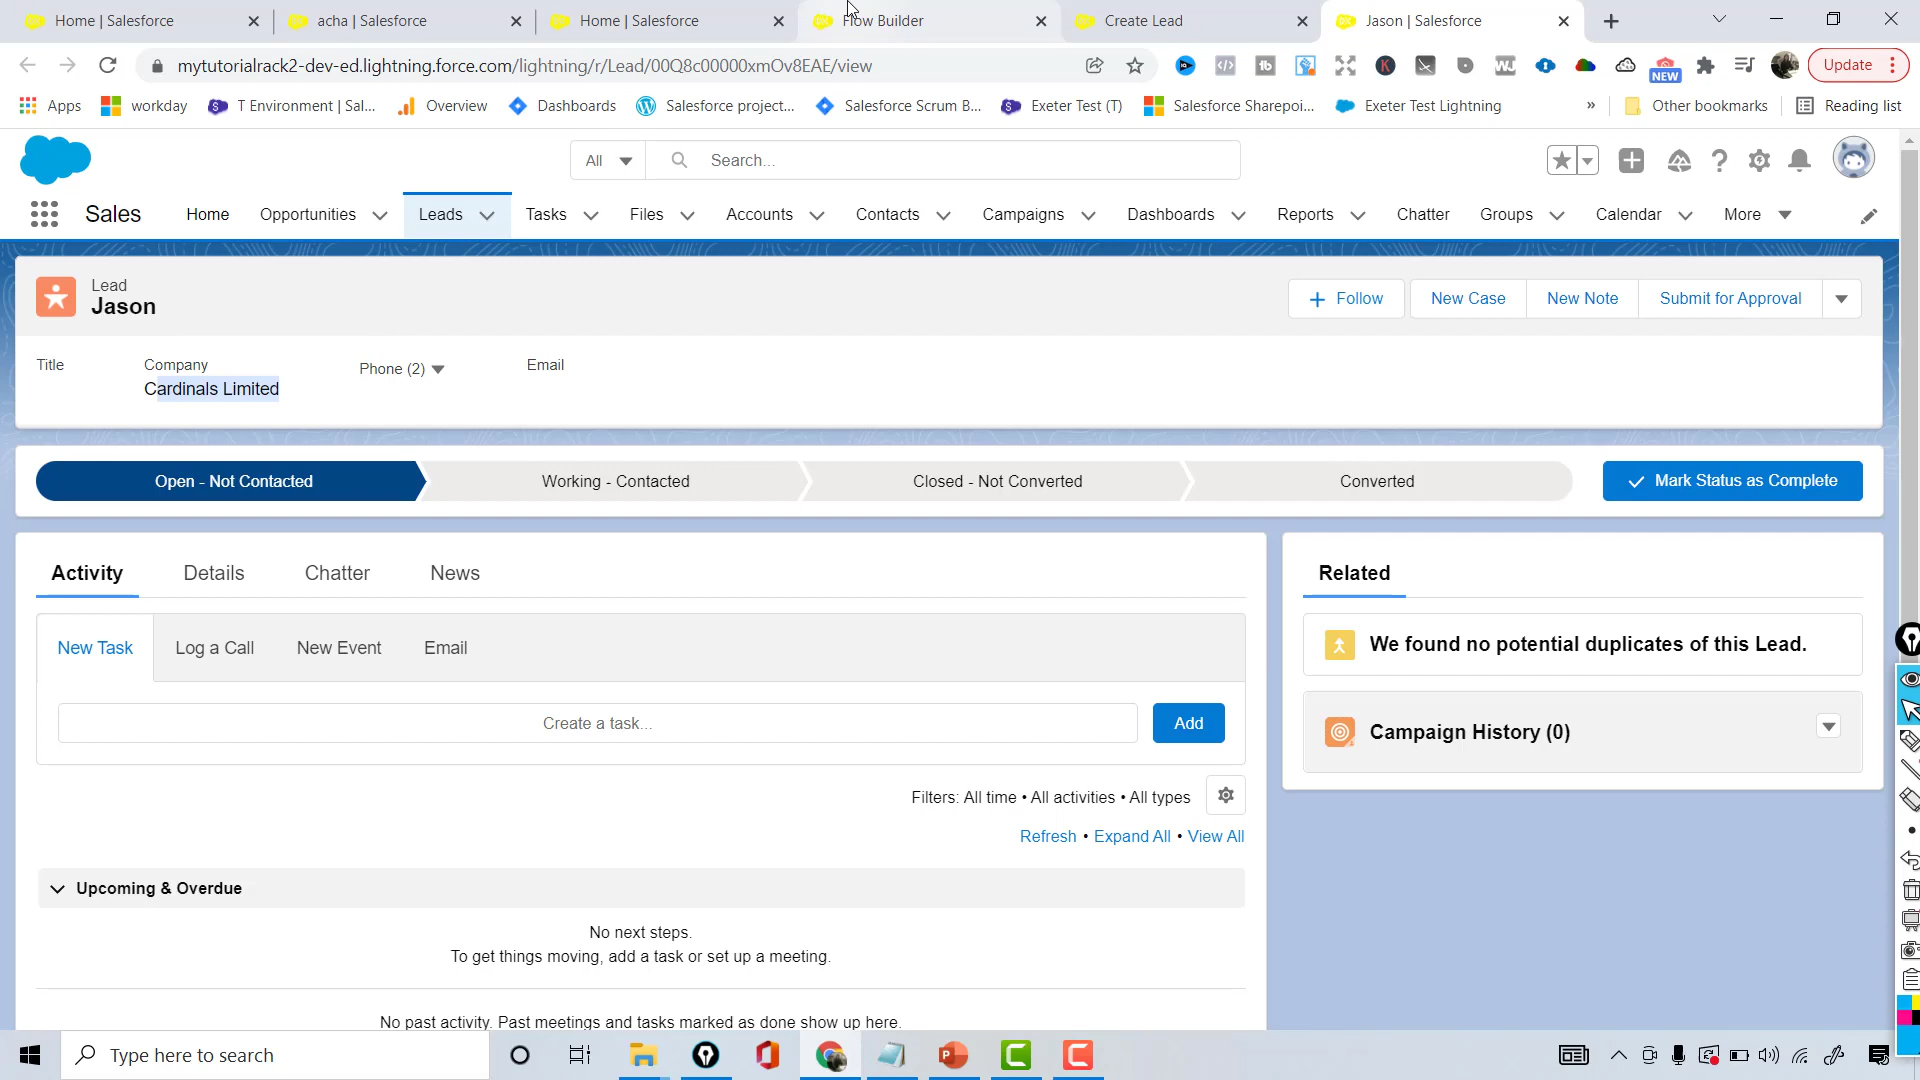 Home | Salesforce
acha | Salesforce
Home | Salesforce
Flow Builder
Create Lead
Jason | Salesforce
mytutorialrack2-dev-ed.lightning.force.com/lightning/r/Lead/00Q8c00000xmOv8EAE/view
NEW
Update
Apps
workday
T Environment | Sal...
Overview
Dashboards
Salesforce project...
Salesforce Scrum B...
Exeter Test (T)
Salesforce Sharepoi...
Exeter Test Lightning
»
Other bookmarks
Reading list
All
Search...
Sales
Home
Opportunities
Leads
Tasks
Files
Accounts
Contacts
Campaigns
Dashboards
Reports
Chatter
Groups
Calendar
More
Lead
Jason
+ Follow
New Case
New Note
Submit for Approval
Title
Company
Phone (2)
Email
Cardinals Limited
Open - Not Contacted
Working - Contacted
Closed - Not Converted
Converted
Mark Status as Complete
Activity
Details
Chatter
News
Related
New Task
Log a Call
New Event
Email
We found no potential duplicates of this Lead.
Create a task...
Add
Campaign History (0)
Filters: All time • All activities • All types
Refresh • Expand All • View All
Upcoming & Overdue
No next steps.
To get things moving, add a task or set up a meeting.
No past activity. Past meetings and tasks marked as done show up here.
Type here to search